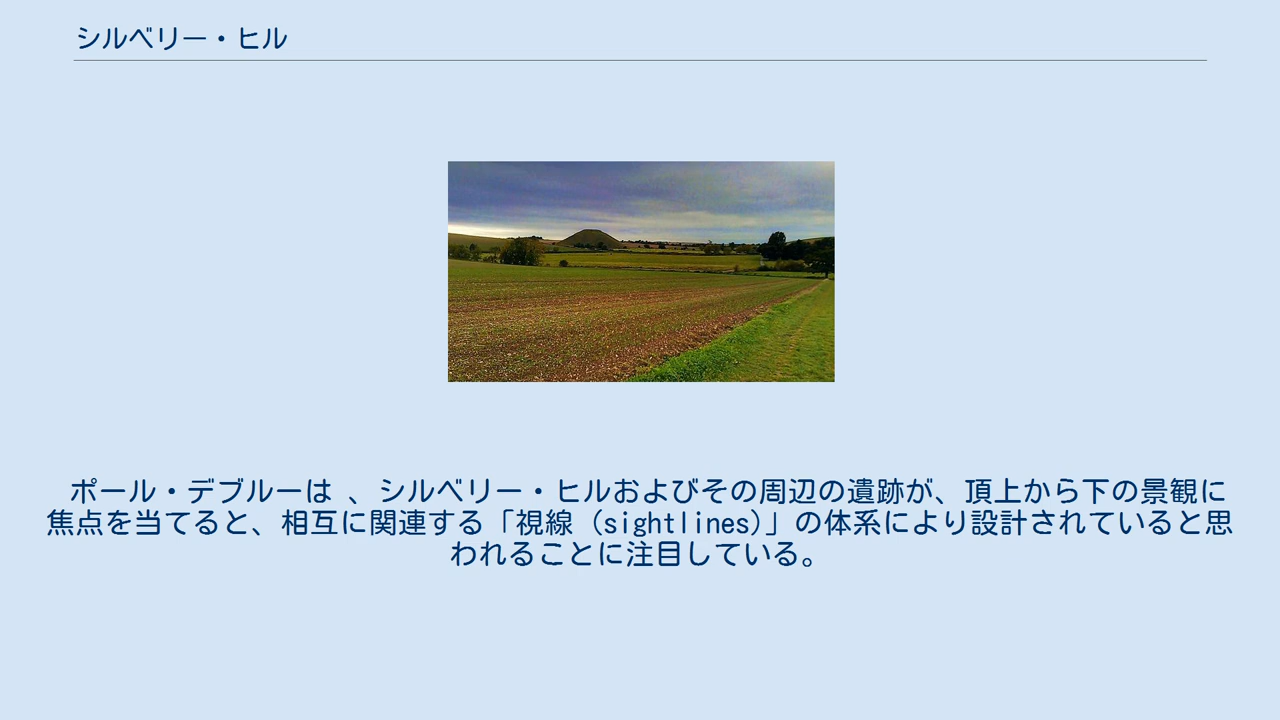 シルベリー・ヒル
ポール・デブルーは 、シルベリー・ヒルおよびその周辺の遺跡が、頂上から下の景観に
焦点を当てると、相互に関連する「視線 (sightlines)」の体系により設計されていると思
われることに注目している。